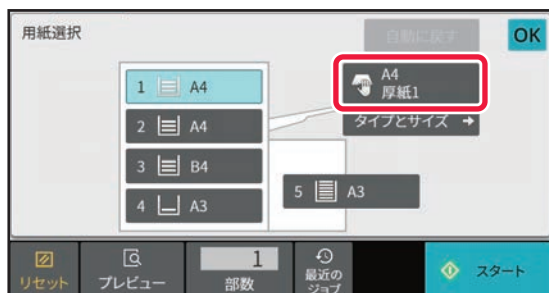 用紙選択
自動に戻す
OK
1 A4
2 A4
3 B4
4 A3
A4
厚紙1
タイプとサイズ
5 A3
リセット
プレビュー
1
部数
最近の
ジョブ
スタート